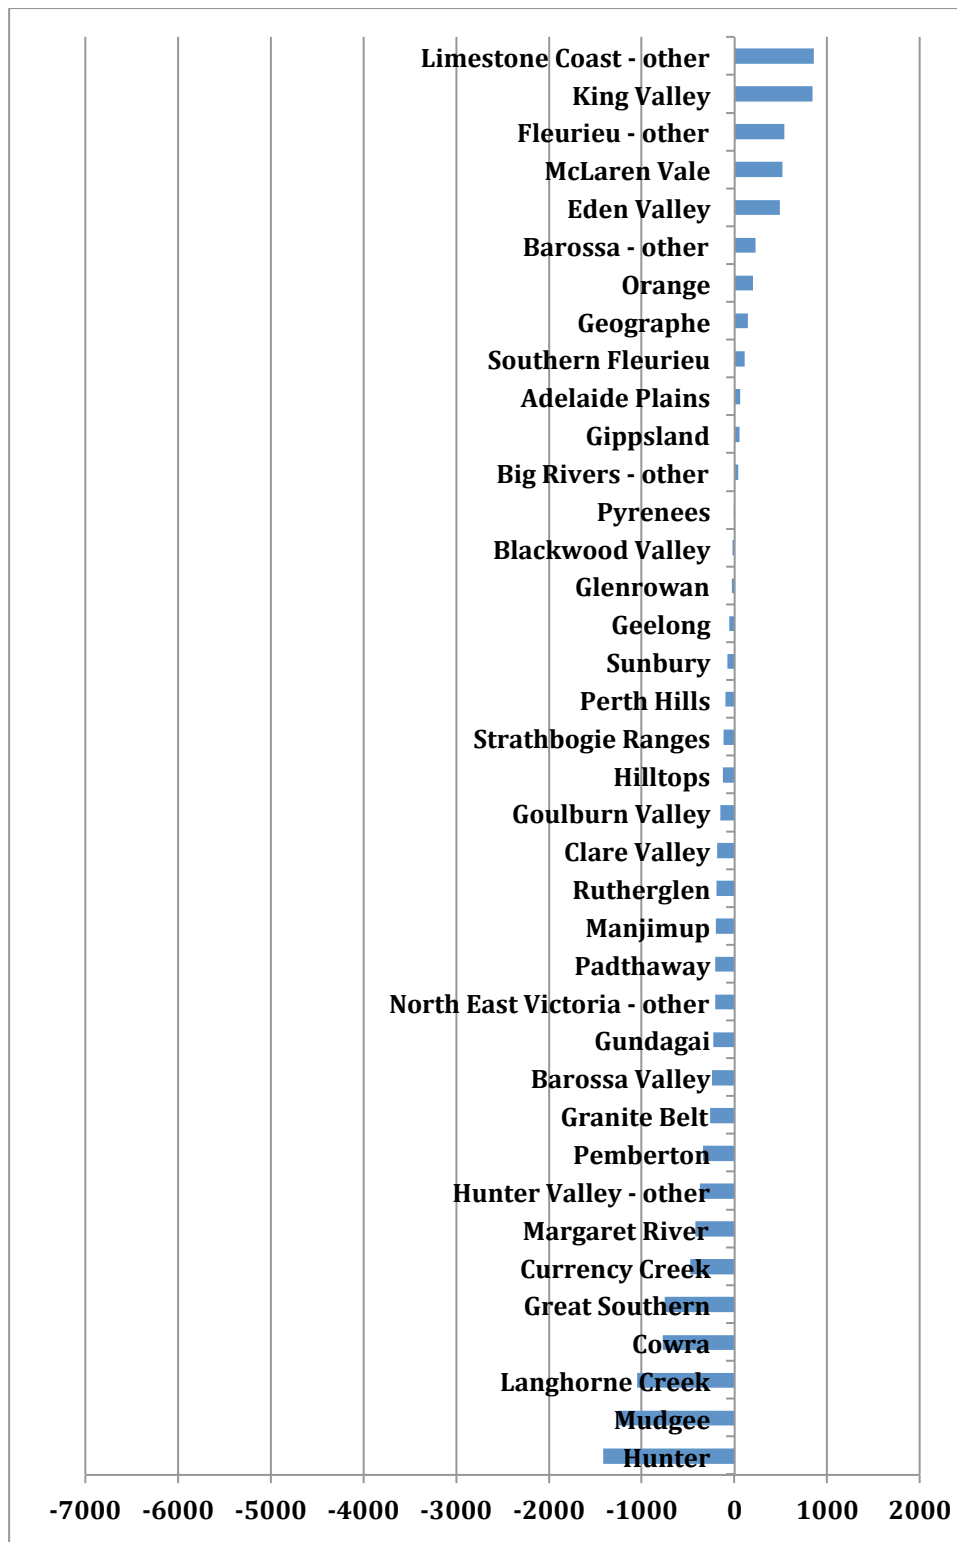 Limestone Coast - other
King Valley
Fleurieu - other
McLaren Vale
Eden Valley
Barossa - other
Orange
Geographe
Southern Fleurieu
Adelaide Plains
Gippsland
Big Rivers - other
Pyrenees
Blackwood Valley
Glenrowan
Geelong
Sunbury
Perth Hills
Strathbogie Ranges
Hilltops
Goulburn Valley
Clare Valley
Rutherglen
Manjimup
Padthaway
North East Victoria - other
Gundagai
Barossa Valley
Granite Belt
Pemberton
Hunter Valley - other
Margaret River
Currency Creek
Great Southern
Cowra
Langhorne Creek
Mudgee
Hunter
-7000 -6000 -5000 -4000 -3000 -2000 -1000 0 1000 2000